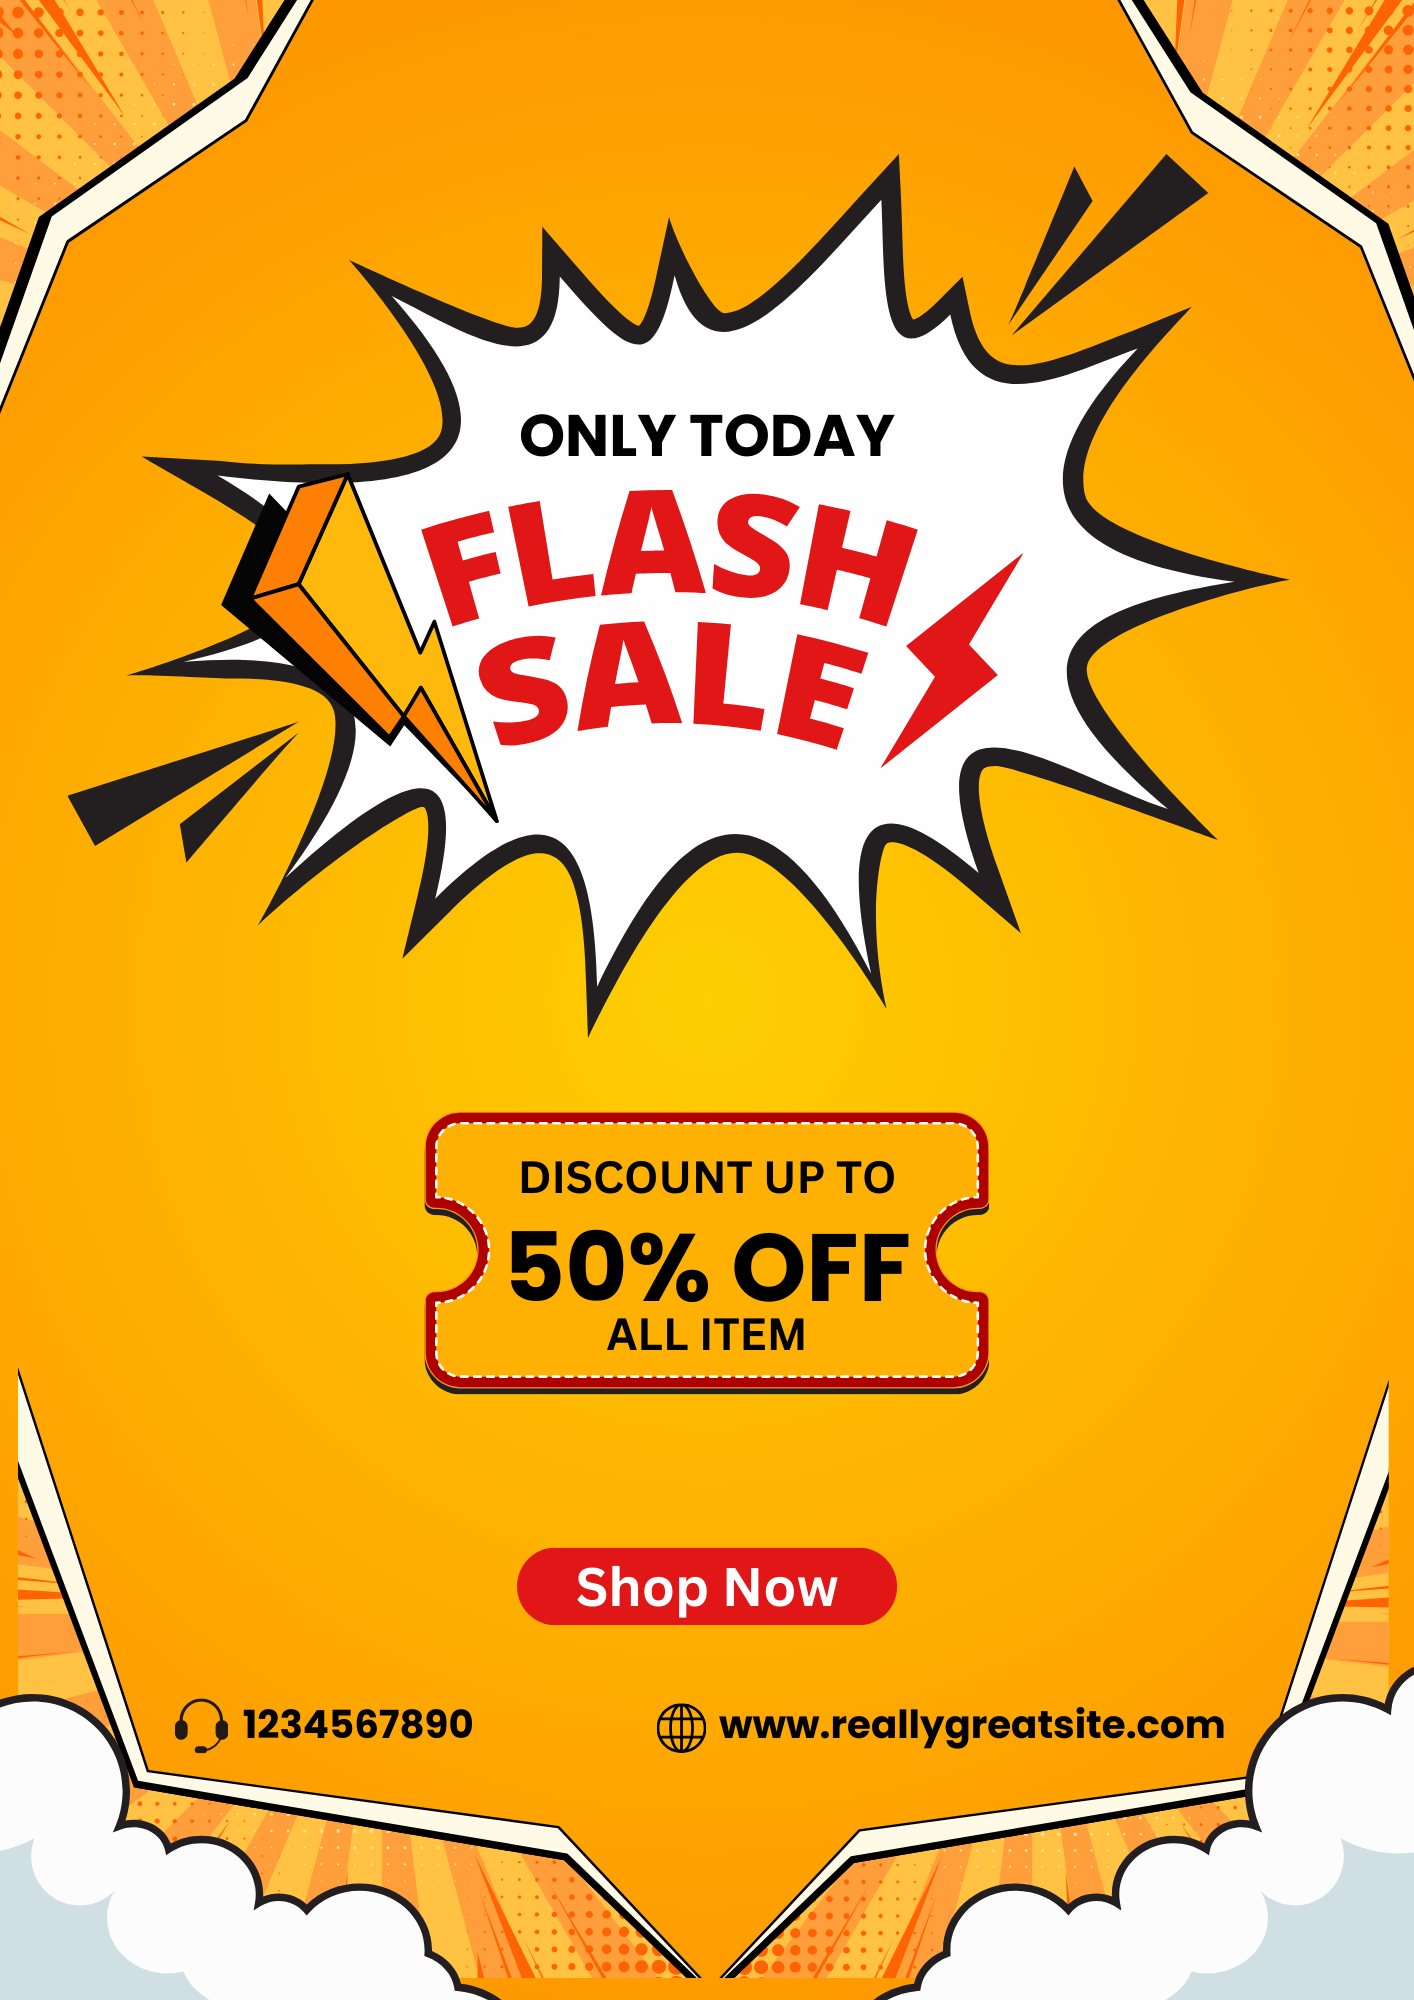 ONLY TODAY
FLASH
SALE
DISCOUNT UP TO
50% OFF
ALL ITEM
Shop Now
1234567890
www.reallygreatsite.com